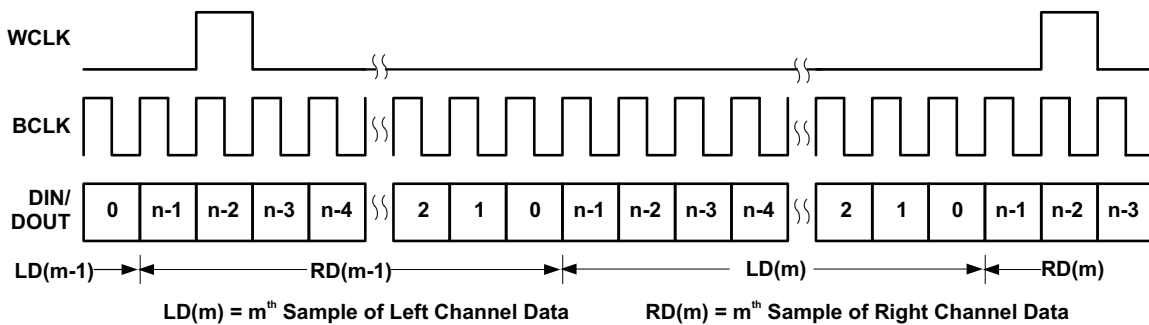 WCLK
BCLK
DIN/
DOUT
0 n-1 n-2 n-3 n-4 2 1 0 n-1 n-2 n-3 n-4 2 1 0 n-1 n-2 n-3
LD(m-1) RD(m-1) LD(m) RD(m)
LD(m) = mth Sample of Left Channel Data RD(m) = mth Sample of Right Channel Data